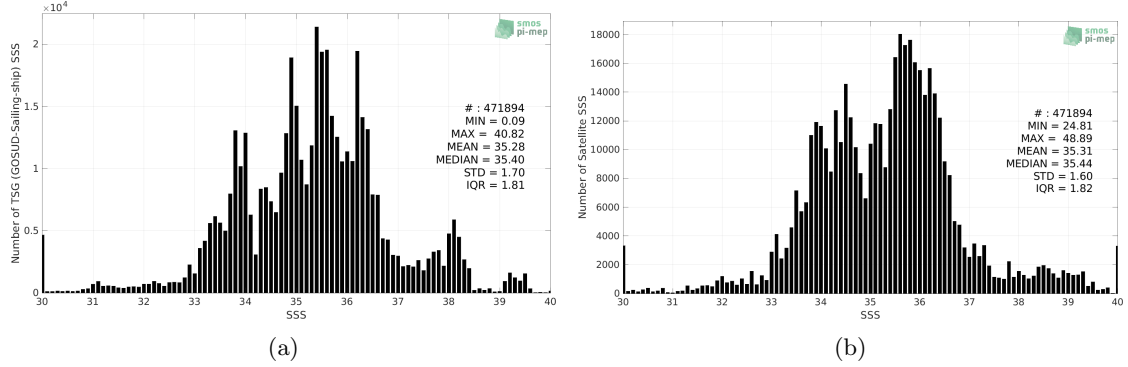 ×10⁴
smos
pi-mep
Number of TSG (GOSUD-Sailing-ship) SSS
2
1.5
1
0.5
0
# : 471894
MIN = 0.09
MAX = 40.82
MEAN = 35.28
MEDIAN = 35.40
STD = 1.70
IQR = 1.81
30 31 32 33 34 35 36 37 38 39 40
SSS
(a)
smos
pi-mep
Number of Satellite SSS
18000
16000
14000
12000
10000
8000
6000
4000
2000
0
# : 471894
MIN = 24.81
MAX = 48.89
MEAN = 35.31
MEDIAN = 35.44
STD = 1.60
IQR = 1.82
30 31 32 33 34 35 36 37 38 39 40
SSS
(b)